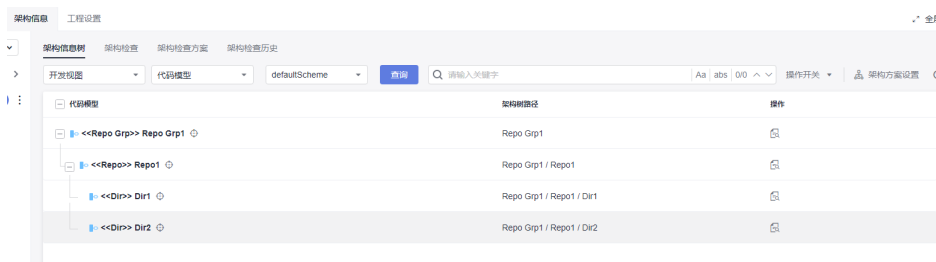 架构信息 工程设置
架构信息树 架构检查 架构检查方案 架构检查历史
开发视图 代码模型 defaultScheme 查询 请输入关键字 Aa abs 0/0 操作开关 架构方案设置
代码模型 架构树路径 操作
<<Repo Grp>> Repo Grp1 Repo Grp1
<<Repo>> Repo1 Repo Grp1 / Repo1
<<Dir>> Dir1 Repo Grp1 / Repo1 / Dir1
<<Dir>> Dir2 Repo Grp1 / Repo1 / Dir2